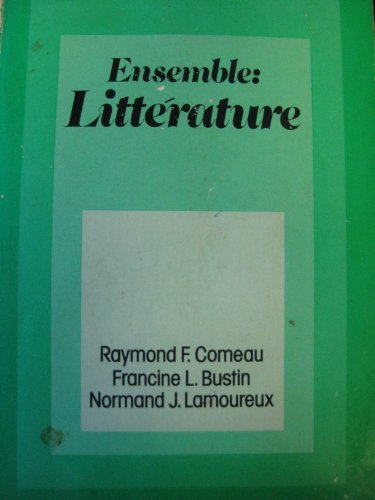 Ensemble:
Littérature
Raymond F. Comeau
Francine L. Bustin
Normand J. Lamoureux